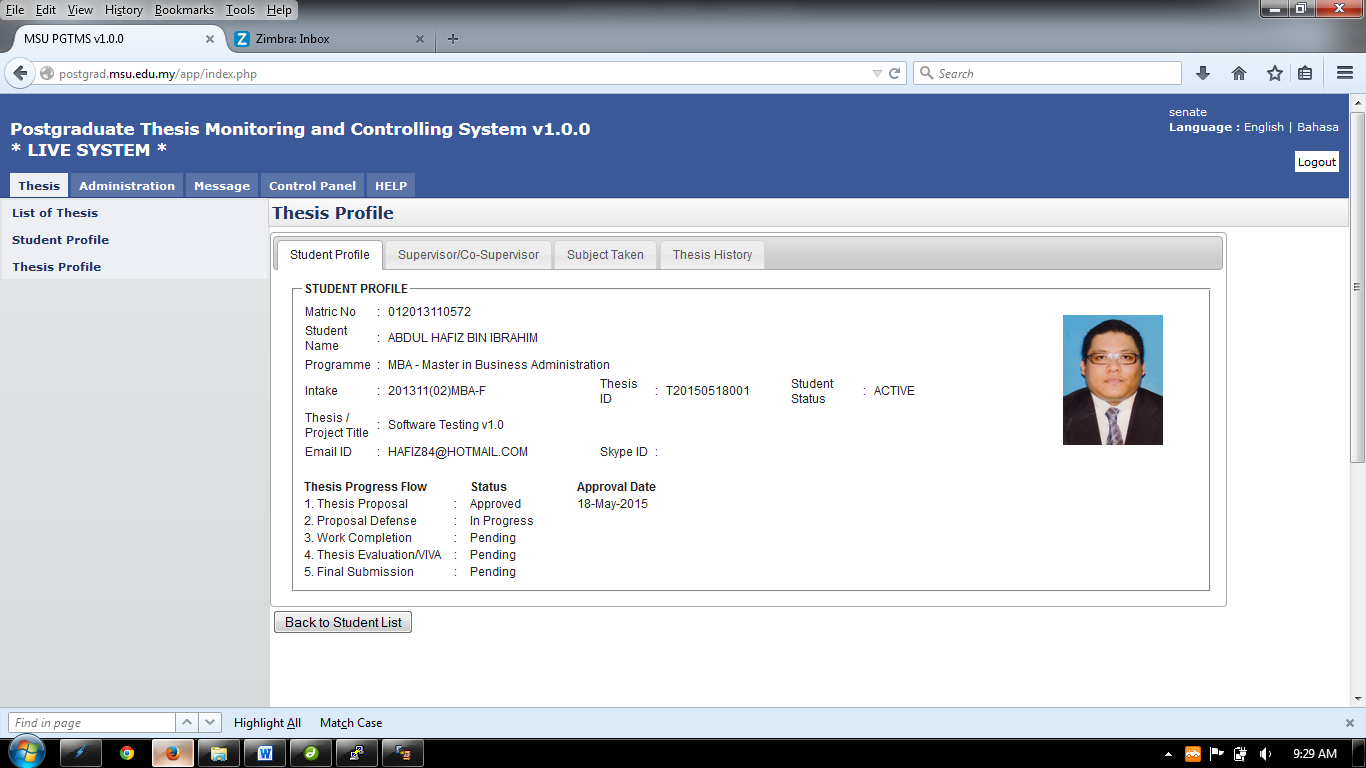 File Edit View History Bookmarks Tools Help
MSU PGTMS v1.0.0 Zimbra: Inbox
postgrad.msu.edu.my/app/index.php Search
senate
Language : English | Bahasa
Postgraduate Thesis Monitoring and Controlling System v1.0.0
* LIVE SYSTEM *
Logout
Thesis Administration Message Control Panel HELP
List of Thesis
Student Profile
Thesis Profile
Thesis Profile
Student Profile Supervisor/Co-Supervisor Subject Taken Thesis History
STUDENT PROFILE
Matric No : 012013110572
Student Name : ABDUL HAFIZ BIN IBRAHIM
Programme : MBA - Master in Business Administration
Intake : 201311(02)MBA-F Thesis ID : T20150518001 Student Status : ACTIVE
Thesis / Project Title : Software Testing v1.0
Email ID : HAFIZ84@HOTMAIL.COM Skype ID :
Thesis Progress Flow Status Approval Date
1. Thesis Proposal : Approved 18-May-2015
2. Proposal Defense : In Progress
3. Work Completion : Pending
4. Thesis Evaluation/VIVA : Pending
5. Final Submission : Pending
Back to Student List
Find in page Highlight All Match Case
9:29 AM